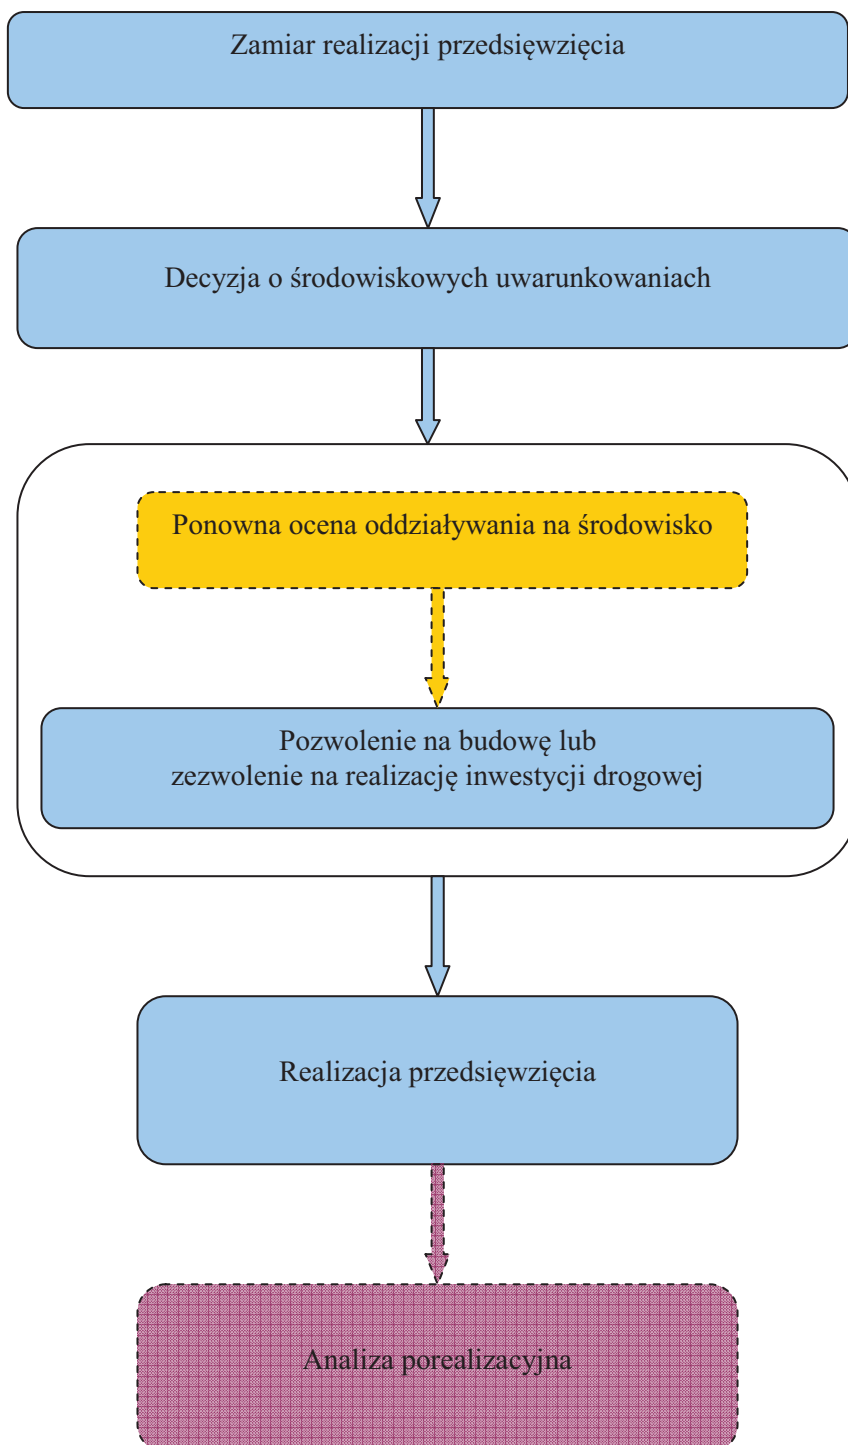 Zamiar realizacji przedsięwzięcia
Decyzja o środowiskowych uwarunkowaniach
Ponowna ocena oddziaływania na środowisko
Pozwolenie na budowę lub
zezwolenie na realizację inwestycji drogowej
Realizacja przedsięwzięcia
Analiza porealizacyjna